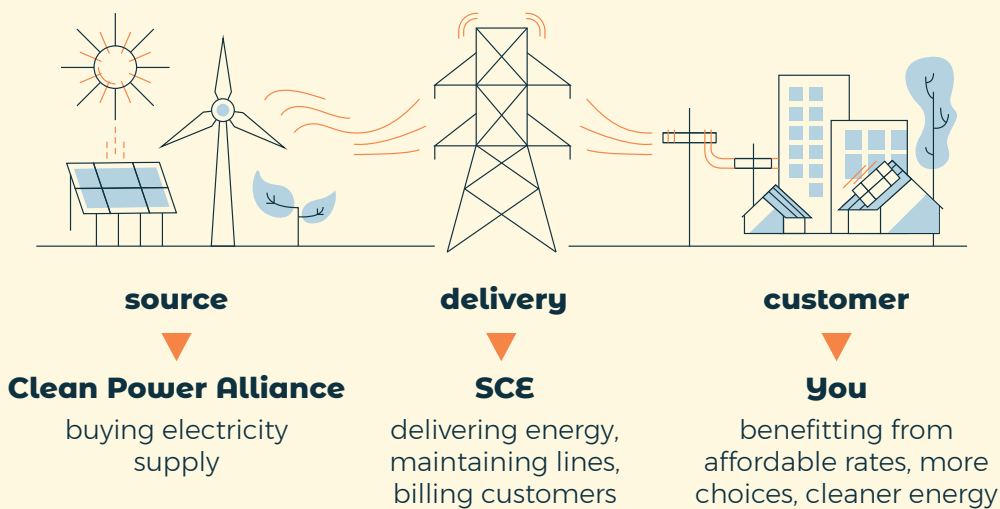 source
delivery
customer
Clean Power Alliance
buying electricity
supply
SCE
delivering energy,
maintaining lines,
billing customers
You
benefitting from
affordable rates, more
choices, cleaner energy